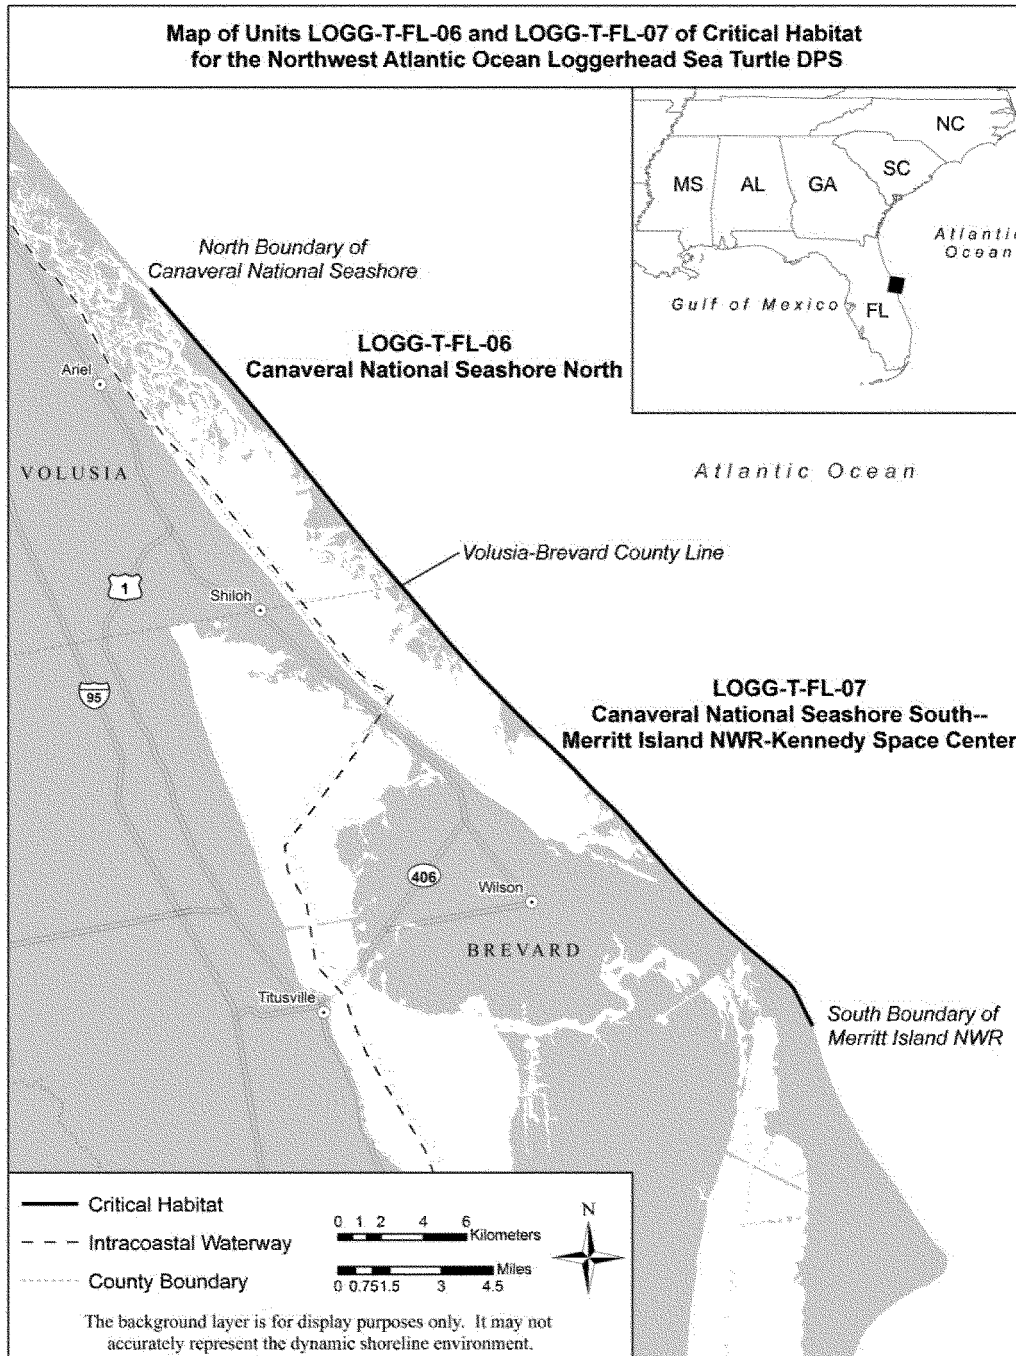 Map of Units LOGG-T-FL-06 and LOGG-T-FL-07 of Critical Habitat
for the Northwest Atlantic Ocean Loggerhead Sea Turtle DPS
NC
SC
MS
AL
GA
Atlantic
Ocean
Gulf of Mexico
FL
North Boundary of
Canaveral National Seashore
LOGG-T-FL-06
Canaveral National Seashore North
Ariel
VOLUSIA
Atlantic Ocean
Volusia-Brevard County Line
1
Shiloh
95
LOGG-T-FL-07
Canaveral National Seashore South--
Merritt Island NWR-Kennedy Space Center
406
Wilson
BREVARD
Titusville
South Boundary of
Merritt Island NWR
Critical Habitat
Intracoastal Waterway
County Boundary
0 1 2 4 6
Kilometers
Miles
0 0.75 1.5 3 4.5
N
The background layer is for display purposes only. It may not
accurately represent the dynamic shoreline environment.